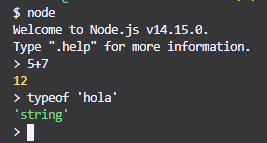 $ node
Welcome to Node.js v14.15.0.
Type ".help" for more information.
> 5+7
12
> typeof 'hola'
'string'
>